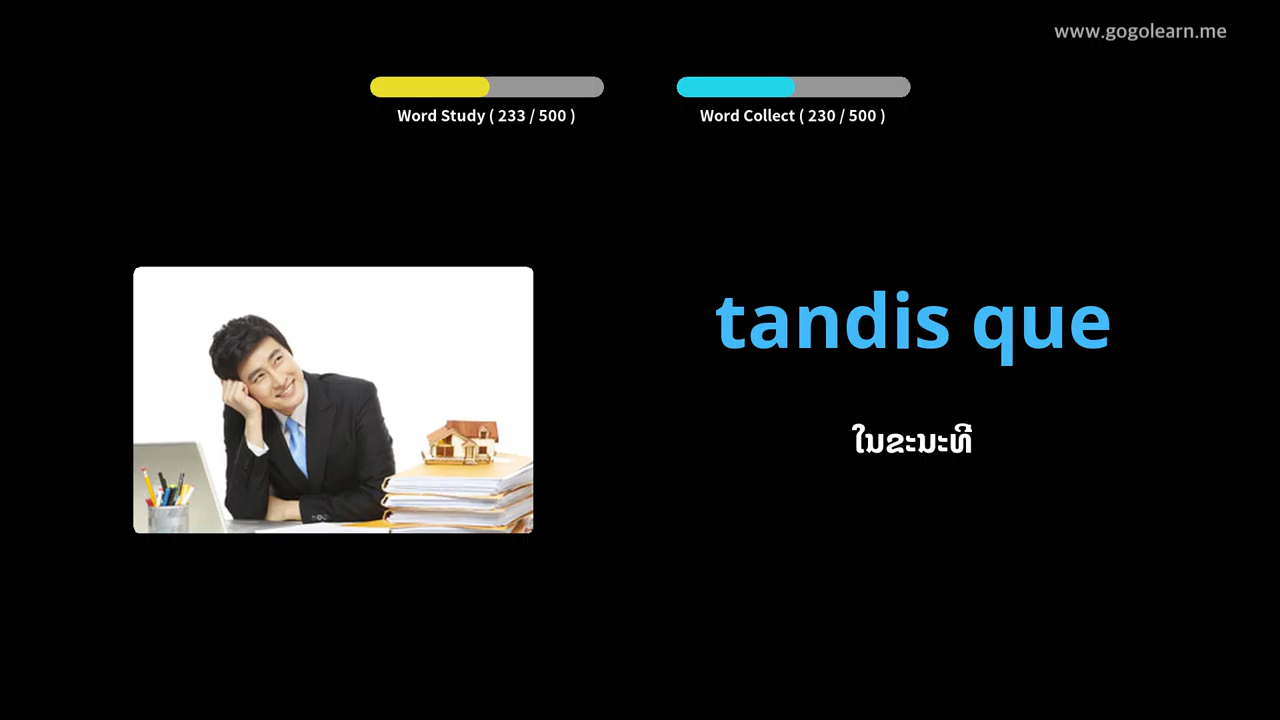 www.gogolearn.me
Word Study ( 233 / 500 )
Word Collect ( 230 / 500 )
tandis que
ໃນຂະນະທີ